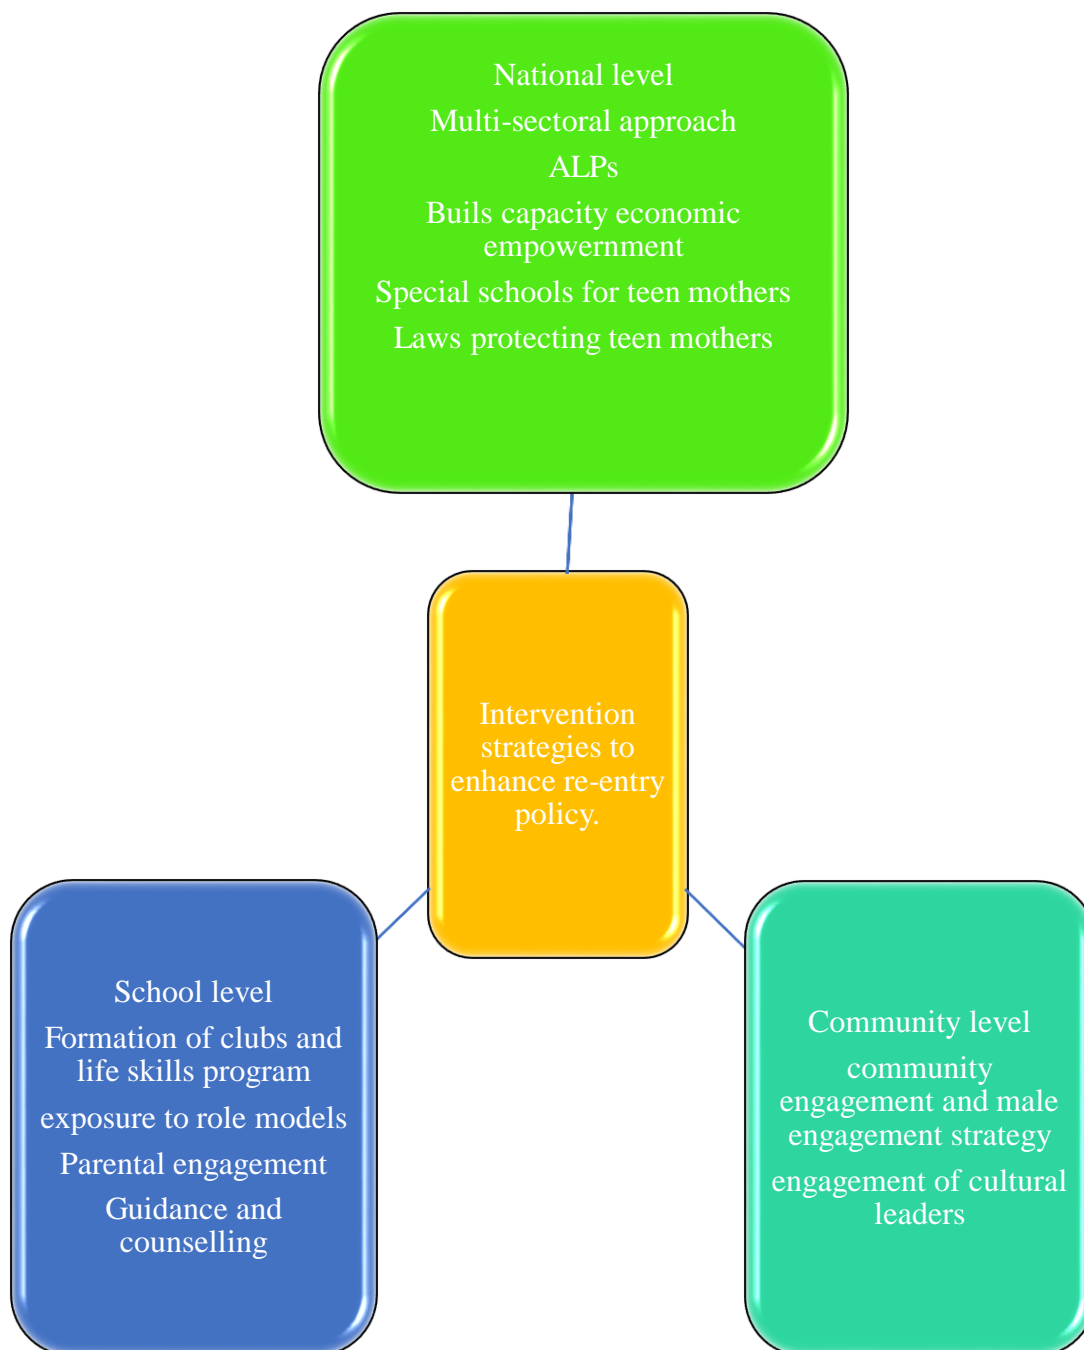 National level
Multi-sectoral approach
ALPs
Buils capacity economic
empowernment
Special schools for teen mothers
Laws protecting teen mothers
Intervention
strategies to
enhance re-entry
policy.
School level
Formation of clubs and
life skills program
exposure to role models
Parental engagement
Guidance and
counselling
Community level
community
engagement and male
engagement strategy
engagement of cultural
leaders